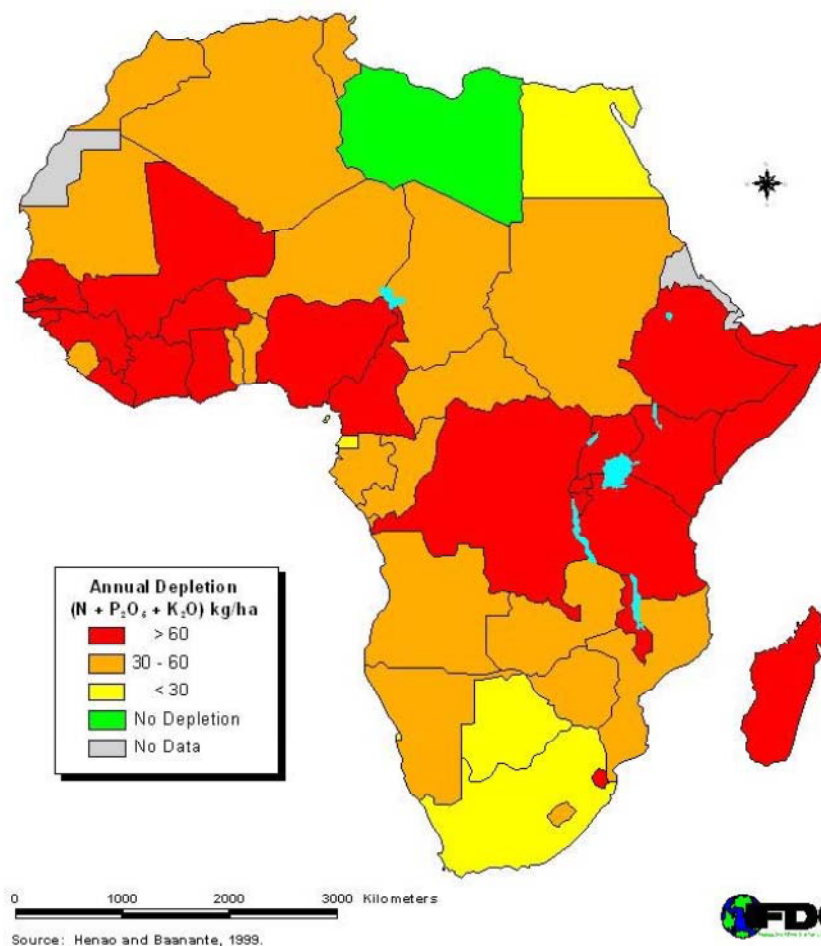 Annual Depletion
(N + P₂O₅ + K₂O) kg/ha
> 60
30 - 60
< 30
No Depletion
No Data
0 1000 2000 3000 Kilometers
Source: Henao and Baanante, 1999.
IFDC